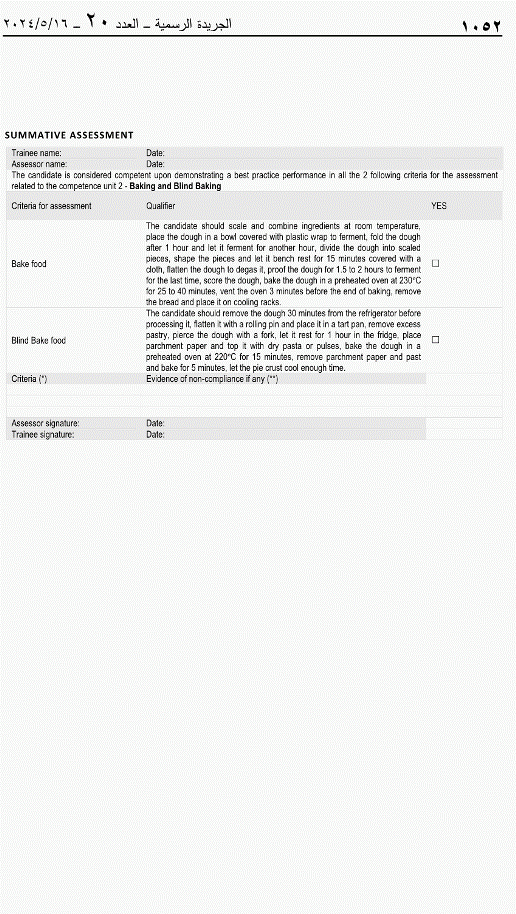 ١٠٥٢ الجريدة الرسمية – العدد ٢٠ – ٢٠٢٤/٥/١٦
SUMMATIVE ASSESSMENT
Trainee name: Date:
Assessor name: Date:
The candidate is considered competent upon demonstrating a best practice performance in all the 2 following criteria for the assessment
related to the competence unit 2 - Baking and Blind Baking
Criteria for assessment Qualifier YES
The candidate should scale and combine ingredients at room temperature,
place the dough in a bowl covered with plastic wrap to ferment, fold the dough
after 1 hour and let it ferment for another hour, divide the dough into scaled
pieces, shape the pieces and let it bench rest for 15 minutes covered with a
Bake food cloth, flatten the dough to degas it, proof the dough for 1.5 to 2 hours to ferment ☐
for the last time, score the dough, bake the dough in a preheated oven at 230°C
for 25 to 40 minutes, vent the oven 3 minutes before the end of baking, remove
the bread and place it on cooling racks.
The candidate should remove the dough 30 minutes from the refrigerator before
processing it, flatten it with a rolling pin and place it in a tart pan, remove excess
Blind Bake food pastry, pierce the dough with a fork, let it rest for 1 hour in the fridge, place ☐
parchment paper and top it with dry pasta or pulses, bake the dough in a
preheated oven at 220°C for 15 minutes, remove parchment paper and past
and bake for 5 minutes, let the pie crust cool enough time.
Criteria (*) Evidence of non-compliance if any (**)
Assessor signature: Date:
Trainee signature: Date: